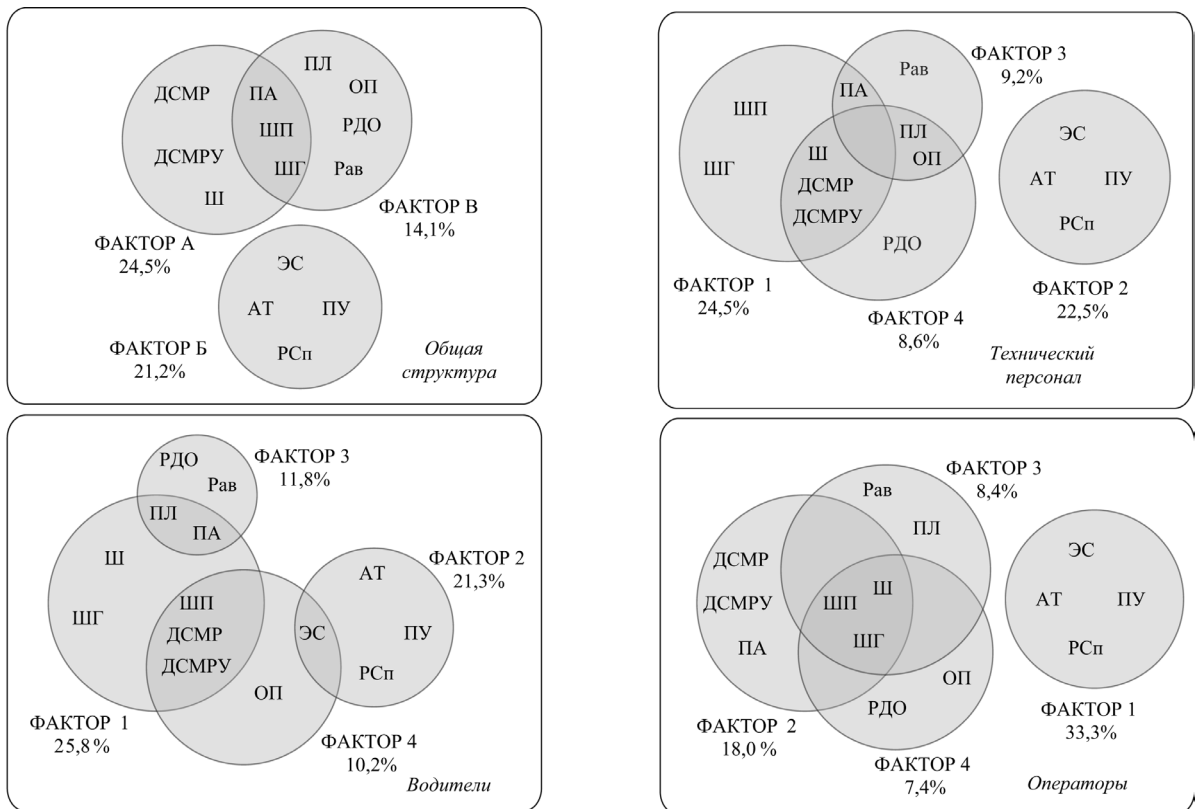 ПЛ
ДСМР
ПА
ОП
ШП
РДО
ДСМРУ
ШГ
Рав
Ш
ФАКТОР В
14,1%
ФАКТОР А
24,5%
ЭС
АТ
ПУ
РСп
ФАКТОР Б
21,2%
Общая
структура
ФАКТОР 3
9,2%
Рав
ПА
ШП
ПЛ
ОП
ШГ
Ш
ДСМР
ДСМРУ
РДО
ЭС
АТ
ПУ
РСп
ФАКТОР 1
24,5%
ФАКТОР 2
22,5%
ФАКТОР 4
8,6%
Технический
персонал
РДО
Рав
ФАКТОР 3
11,8%
ПЛ
ПА
Ш
ШГ
ШП
ДСМР
ДСМРУ
ОП
ЭС
АТ
ПУ
РСп
ФАКТОР 2
21,3%
ФАКТОР 1
25,8%
ФАКТОР 4
10,2%
Водители
ФАКТОР 3
8,4%
Рав
ПЛ
ДСМР
ДСМРУ
ПА
Ш
ШП
ШГ
ОП
РДО
ЭС
АТ
ПУ
РСп
ФАКТОР 2
18,0 %
ФАКТОР 1
33,3%
ФАКТОР 4
7,4%
Операторы